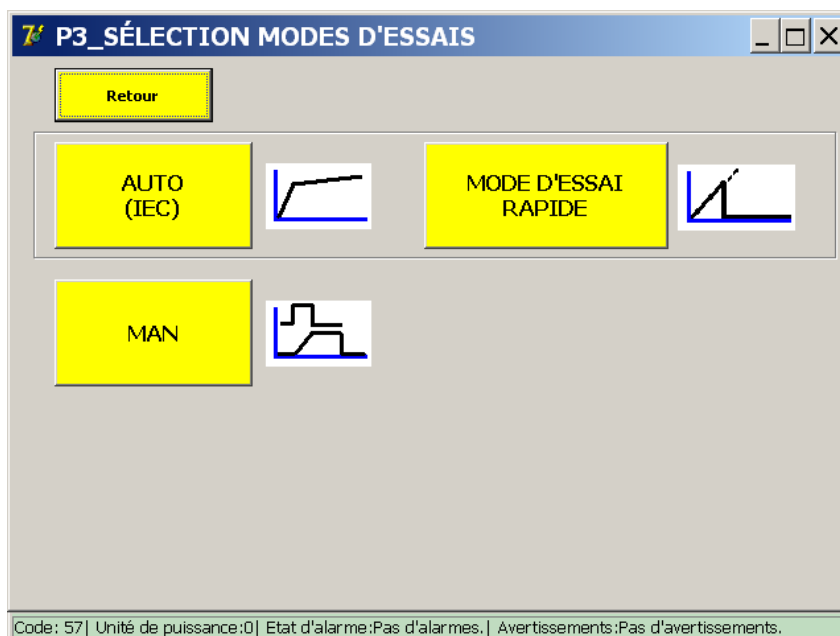 P3_SÉLECTION MODES D'ESSAIS
Retour
AUTO
(IEC)
MODE D'ESSAI
RAPIDE
MAN
Code: 57| Unité de puissance:0| Etat d'alarme:Pas d'alarmes.| Avertissements:Pas d'avertissements.